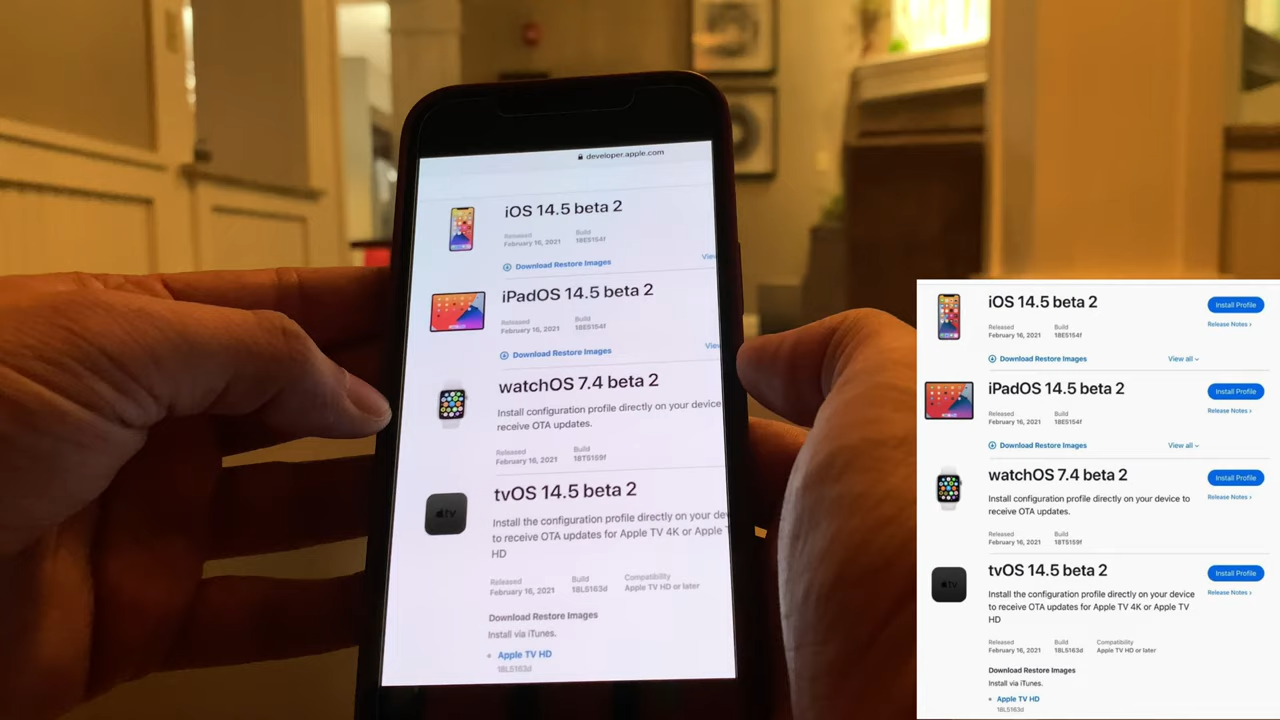 developer.apple.com
iOS 14.5 beta 2
Released Build
February 16, 2021 18E5154f
Download Restore Images
View
iPadOS 14.5 beta 2
Released Build
February 16, 2021 18E5154f
Download Restore Images
View
watchOS 7.4 beta 2
Install configuration profile directly on your device
receive OTA updates.
Released Build
February 16, 2021 18T5159f
tvOS 14.5 beta 2
Install the configuration profile directly on your dev
to receive OTA updates for Apple TV 4K or Apple T
HD
Released Build Compatibility
February 16, 2021 18L5163d Apple TV HD or later
Download Restore Images
Install via iTunes.
Apple TV HD
18L5163d
tv
iOS 14.5 beta 2
Install Profile
Released Build
Release Notes ›
February 16, 2021 18E5154f
Download Restore Images View all
iPadOS 14.5 beta 2
Install Profile
Released Build
Release Notes ›
February 16, 2021 18E5154f
Download Restore Images View all
watchOS 7.4 beta 2
Install Profile
Install configuration profile directly on your device to
Release Notes ›
receive OTA updates.
Released Build
February 16, 2021 18T5159f
tvOS 14.5 beta 2
Install Profile
tv
Install the configuration profile directly on your device
Release Notes ›
to receive OTA updates for Apple TV 4K or Apple TV
HD
Released Build Compatibility
February 16, 2021 18L5163d Apple TV HD or later
Download Restore Images
Install via iTunes.
• Apple TV HD
18L5163d